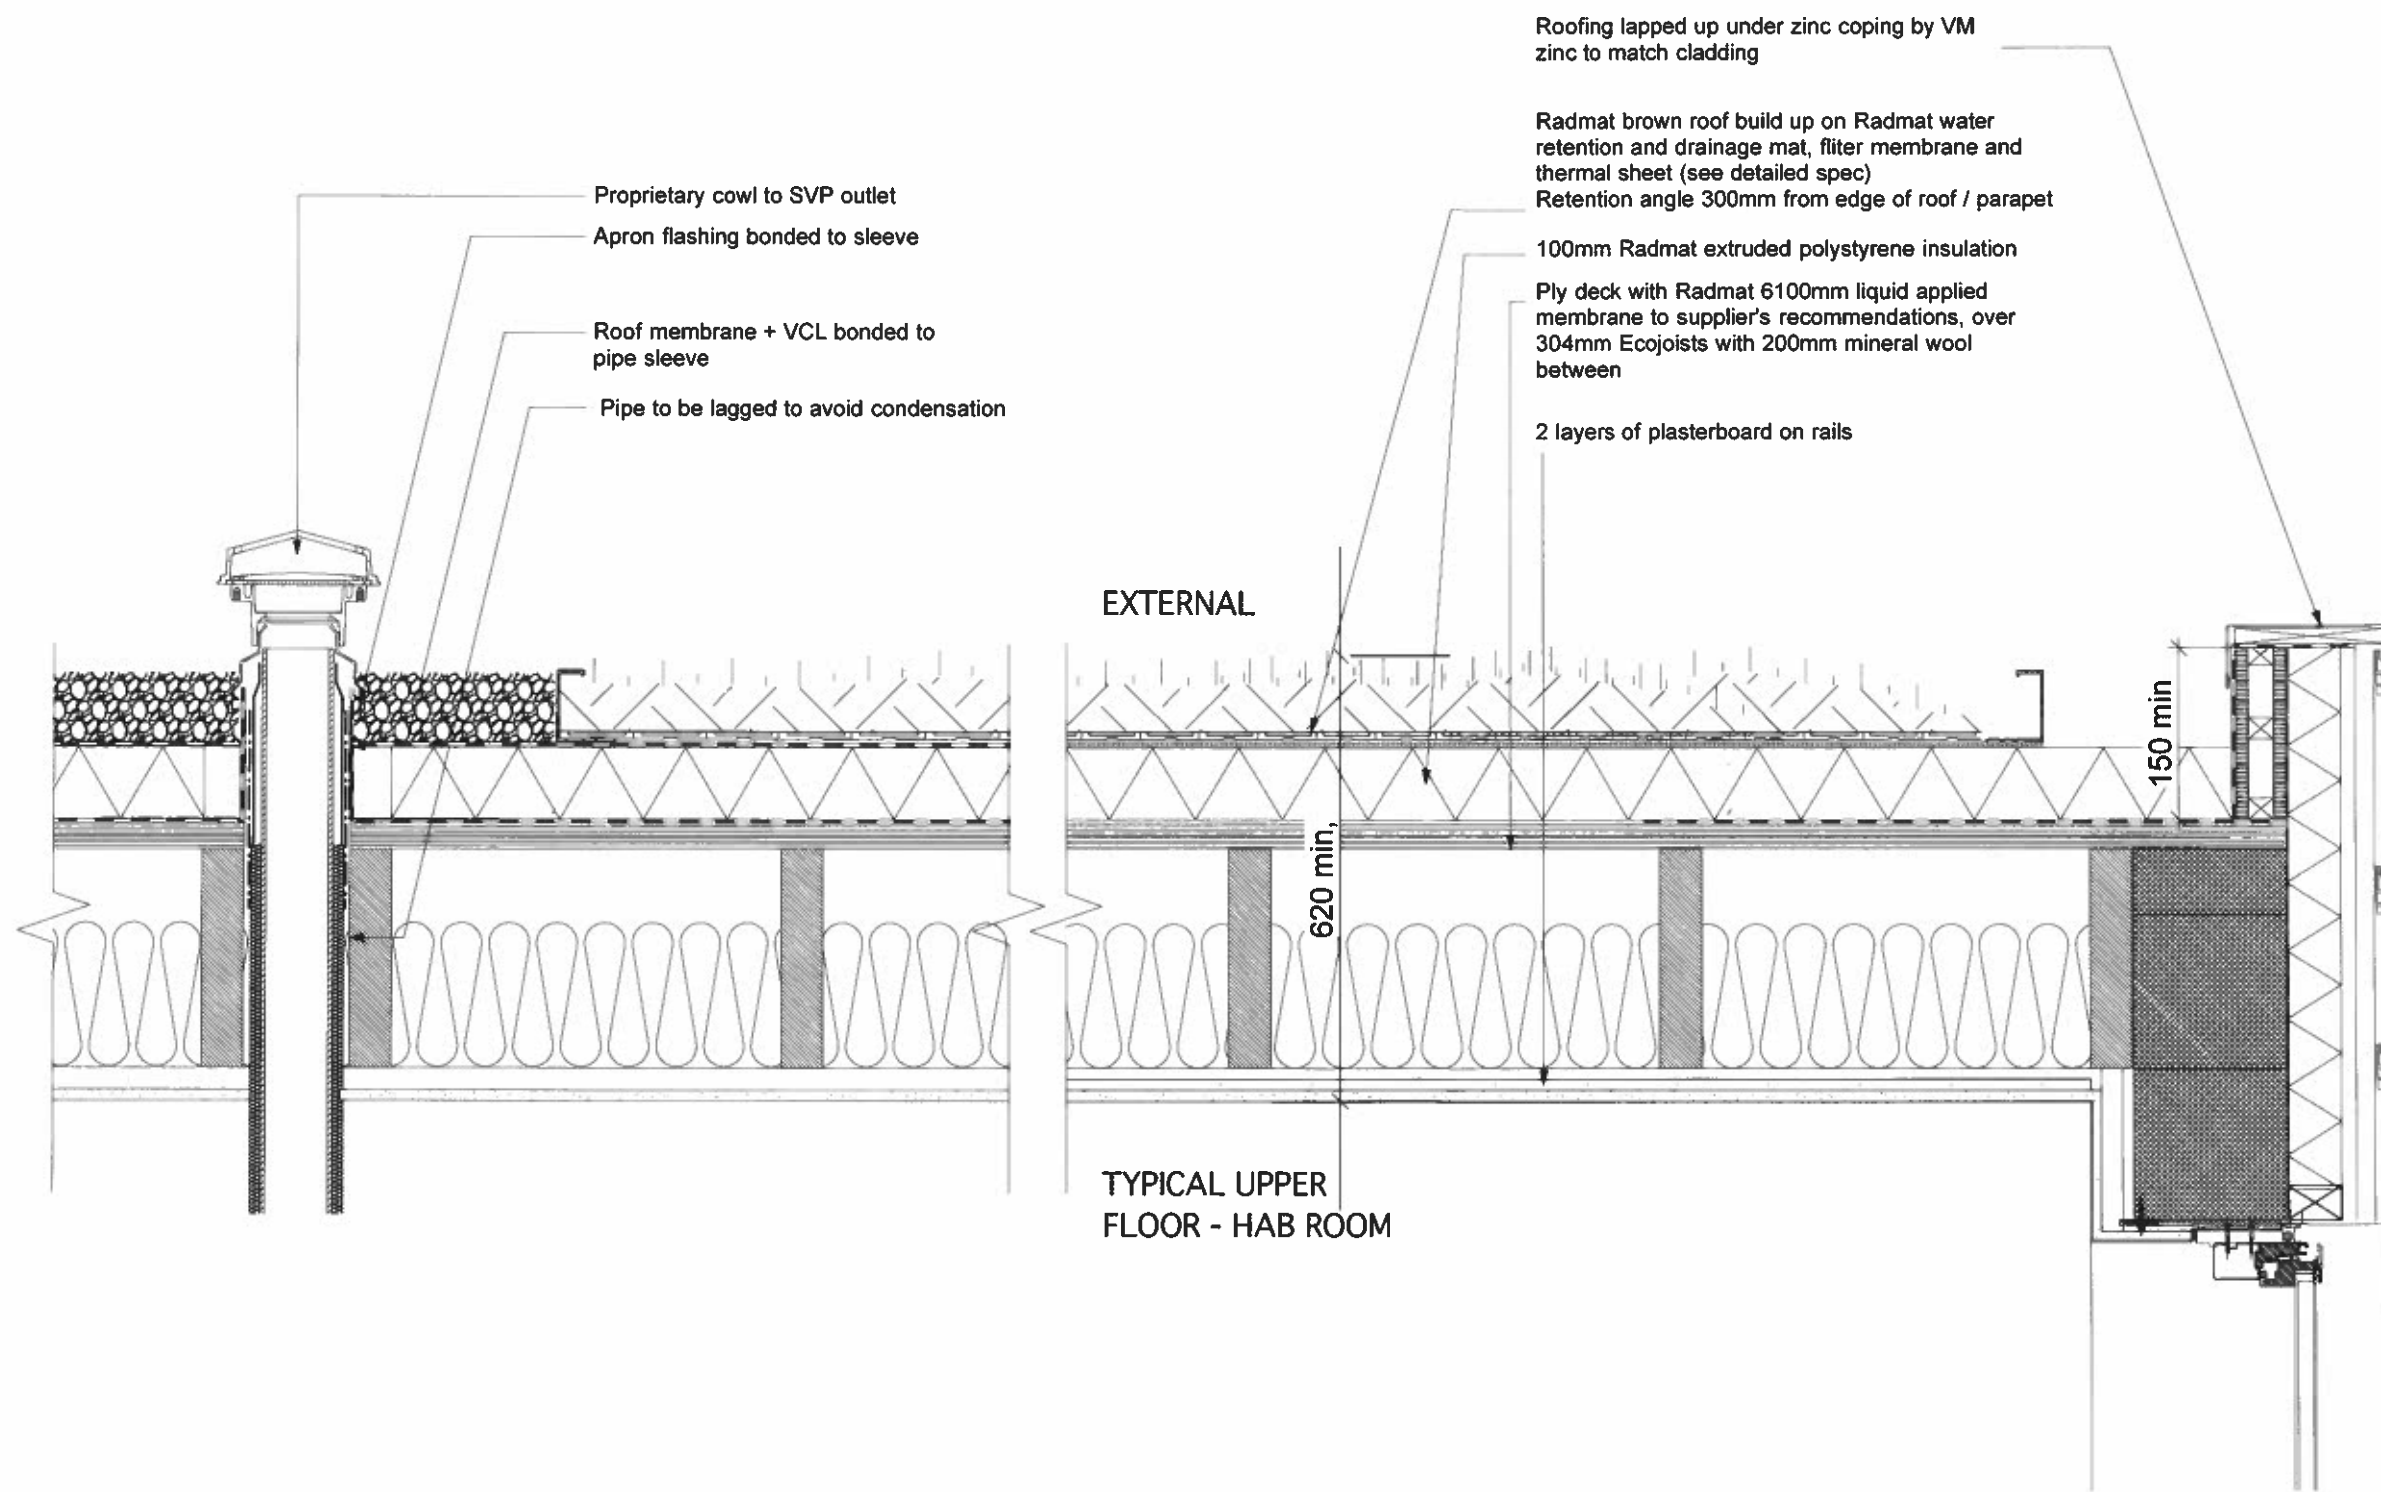 Proprietary cowl to SVP outlet
Apron flashing bonded to sleeve
Roof membrane + VCL bonded to
pipe sleeve
Pipe to be lagged to avoid condensation
Roofing lapped up under zinc coping by VM
zinc to match cladding
Radmat brown roof build up on Radmat water
retention and drainage mat, fliter membrane and
thermal sheet (see detailed spec)
Retention angle 300mm from edge of roof / parapet
100mm Radmat extruded polystyrene insulation
Ply deck with Radmat 6100mm liquid applied
membrane to supplier's recommendations, over
304mm Ecojoists with 200mm mineral wool
between
2 layers of plasterboard on rails
EXTERNAL
150 min
620 min,
TYPICAL UPPER
FLOOR - HAB ROOM